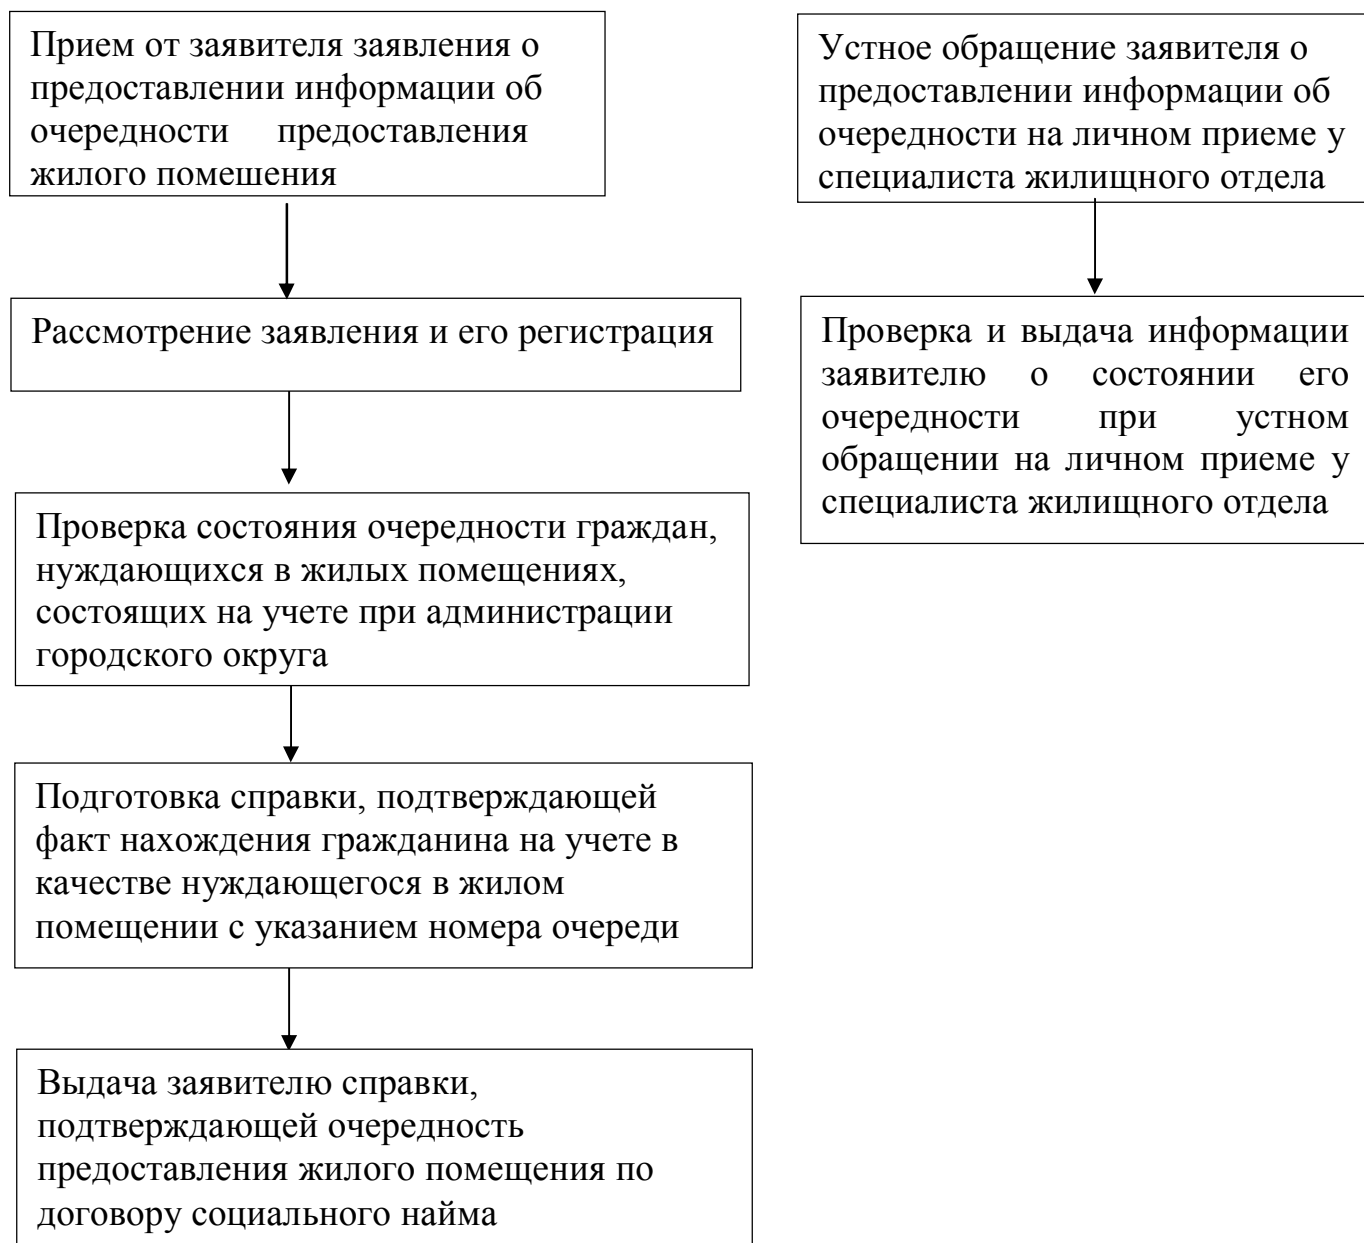 Прием от заявителя заявления о
предоставлении информации об
очередности предоставления
жилого помещения
Рассмотрение заявления и его регистрация
Проверка состояния очередности граждан,
нуждающихся в жилых помещениях,
состоящих на учете при администрации
городского округа
Подготовка справки, подтверждающей
факт нахождения гражданина на учете в
качестве нуждающегося в жилом
помещении с указанием номера очереди
Выдача заявителю справки,
подтверждающей очередность
предоставления жилого помещения по
договору социального найма
Устное обращение заявителя о
предоставлении информации об
очередности на личном приеме у
специалиста жилищного отдела
Проверка и выдача информации
заявителю о состоянии его
очередности при устном
обращении на личном приеме у
специалиста жилищного отдела